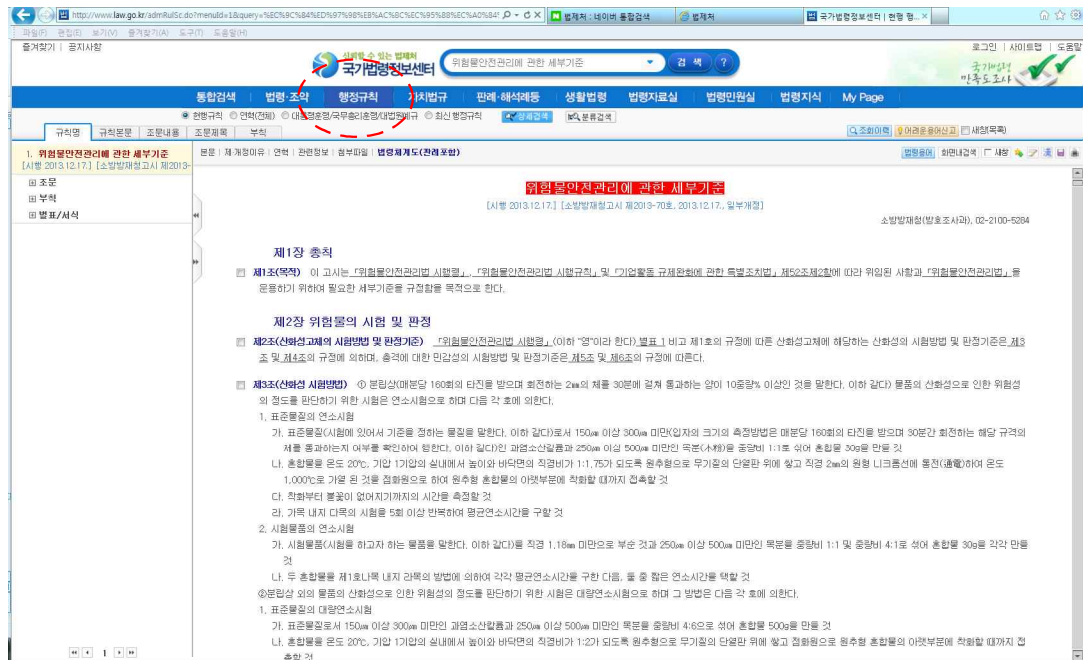 http://www.law.go.kr/admRulSc.do?menuId=1&query=%EC%9C%84%ED%97%98%EB%AC%BC%EC%95%88%EC%A0%84%
법제처 : 네이버 통합검색
법제처
국가법령정보센터 | 현행 행...
파일(F) 편집(E) 보기(V) 즐겨찾기(A) 도구(T) 도움말(H)
즐겨찾기 | 공지사항
로그인 | 사이트맵 | 도움말
신뢰할 수 있는 법제처
국가법령정보센터
위험물안전관리에 관한 세부기준
검 색
?
국가법령
만족도조사
통합검색 법령·조약 행정규칙 자치법규 판례·해석례등 생활법령 법령자료실 법령민원실 법령지식 My Page
현행규칙 연혁(전체) 대통령훈령/국무총리훈령/대법원예규 최신행정규칙 상세검색 분류검색
규칙명 규칙본문 조문내용 조문제목 부칙
조회이력 어려운용어신고 새창(목록)
1. 위험물안전관리에 관한 세부기준
[시행 2013.12.17.] [소방방재청고시 제2013-
조문
부칙
별표/서식
본문 | 제·개정이유 | 연혁 | 관련정보 | 첨부파일 | 법령체계도(판례포함)
법령용어 화면내검색 새창
위험물안전관리에 관한 세부기준
[시행 2013.12.17.] [소방방재청고시 제2013-70호, 2013.12.17., 일부개정]
소방방재청(방호조사과), 02-2100-5284
제1장 총칙
제1조(목적) 이 고시는 「위험물안전관리법 시행령」, 「위험물안전관리법 시행규칙」 및 「기업활동 규제완화에 관한 특별조치법」 제52조제2항에 따라 위임된 사항과 「위험물안전관리법」을
운용하기 위하여 필요한 세부기준을 규정함을 목적으로 한다.
제2장 위험물의 시험 및 판정
제2조(산화성고체의 시험방법 및 판정기준) 「위험물안전관리법 시행령」(이하 "영"이라 한다) 별표 1 비고 제1호의 규정에 따른 산화성고체에 해당하는 산화성의 시험방법 및 판정기준은 제3
조 및 제4조의 규정에 의하며, 충격에 대한 민감성의 시험방법 및 판정기준은 제5조 및 제6조의 규정에 따른다.
제3조(산화성 시험방법) ① 분립상(매분당 160회의 타진을 받으며 회전하는 2㎜의 체를 30분에 걸쳐 통과하는 양이 10중량% 이상인 것을 말한다. 이하 같다) 물품의 산화성으로 인한 위험성
의 정도를 판단하기 위한 시험은 연소시험으로 하며 다음 각 호에 의한다.
1. 표준물질의 연소시험
가. 표준물질(시험에 있어서 기준을 정하는 물질을 말한다. 이하 같다)로서 150㎛ 이상 300㎛ 미만(입자의 크기의 측정방법은 매분당 160회의 타진을 받으며 30분간 회전하는 해당 규격의
체를 통과하는지 여부를 확인하여 행한다. 이하 같다)인 과염소산칼륨과 250㎛ 이상 500㎛ 미만인 목분(木粉)을 중량비 1:1로 섞어 혼합물 30g을 만들 것
나. 혼합물을 온도 20℃, 기압 1기압의 실내에서 높이와 바닥면의 직경비가 1:1.75가 되도록 원추형으로 무기질의 단열판 위에 쌓고 직경 2㎜의 원형 니크롬선에 통전(通電)하여 온도
1,000℃로 가열 된 것을 점화원으로 하여 원추형 혼합물의 아랫부분에 착화할 때까지 접촉할 것
다. 착화부터 불꽃이 없어지기까지의 시간을 측정할 것
라. 가목 내지 다목의 시험을 5회 이상 반복하여 평균연소시간을 구할 것
2. 시험물품의 연소시험
가. 시험물품(시험을 하고자 하는 물품을 말한다. 이하 같다)을 직경 1.18㎜ 미만으로 부순 것과 250㎛ 이상 500㎛ 미만인 목분을 중량비 1:1 및 중량비 4:1로 섞어 혼합물 30g을 각각 만들
것
나. 두 혼합물을 제1호나목 내지 라목의 방법에 의하여 각각 평균연소시간을 구한 다음, 둘 중 짧은 연소시간을 택할 것
②분립상 외의 물품의 산화성으로 인한 위험성의 정도를 판단하기 위한 시험은 대량연소시험으로 하며 그 방법은 다음 각 호에 의한다.
1. 표준물질의 대량연소시험
가. 표준물질로서 150㎛ 이상 300㎛ 미만인 과염소산칼륨과 250㎛ 이상 500㎛ 미만인 목분을 중량비 4:6으로 섞어 혼합물 500g을 만들 것
나. 혼합물을 온도 20℃, 기압 1기압의 실내에서 높이와 바닥면의 직경비가 1:2가 되도록 원추형으로 무기질의 단열판 위에 쌓고 점화원으로 원추형 혼합물의 아랫부분에 착화할 때까지 접
촉할 것
1